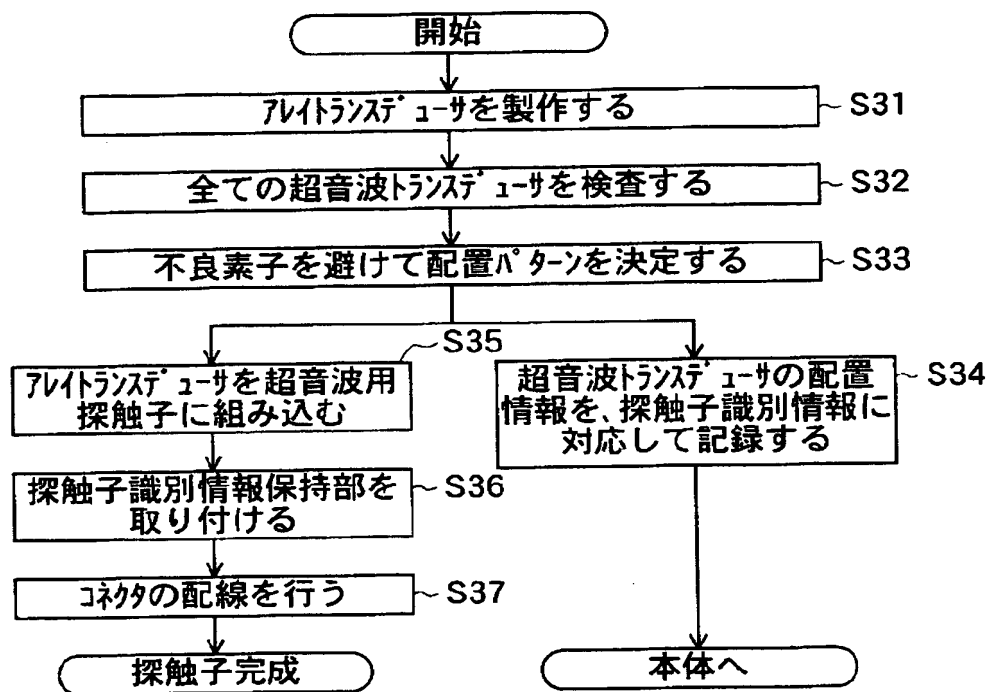 開始
ｱﾚｲﾄﾗﾝｽﾃﾞｭｰｻを製作する
S31
全ての超音波ﾄﾗﾝｽﾃﾞｭｰｻを検査する
S32
不良素子を避けて配置ﾊﾟﾀｰﾝを決定する
S33
S35
ｱﾚｲﾄﾗﾝｽﾃﾞｭｰｻを超音波用
探触子に組み込む
超音波ﾄﾗﾝｽﾃﾞｭｰｻの配置
情報を、探触子識別情報に
対応して記録する
S34
探触子識別情報保持部を
取り付ける
S36
ｺﾈｸﾀの配線を行う
S37
探触子完成
本体へ